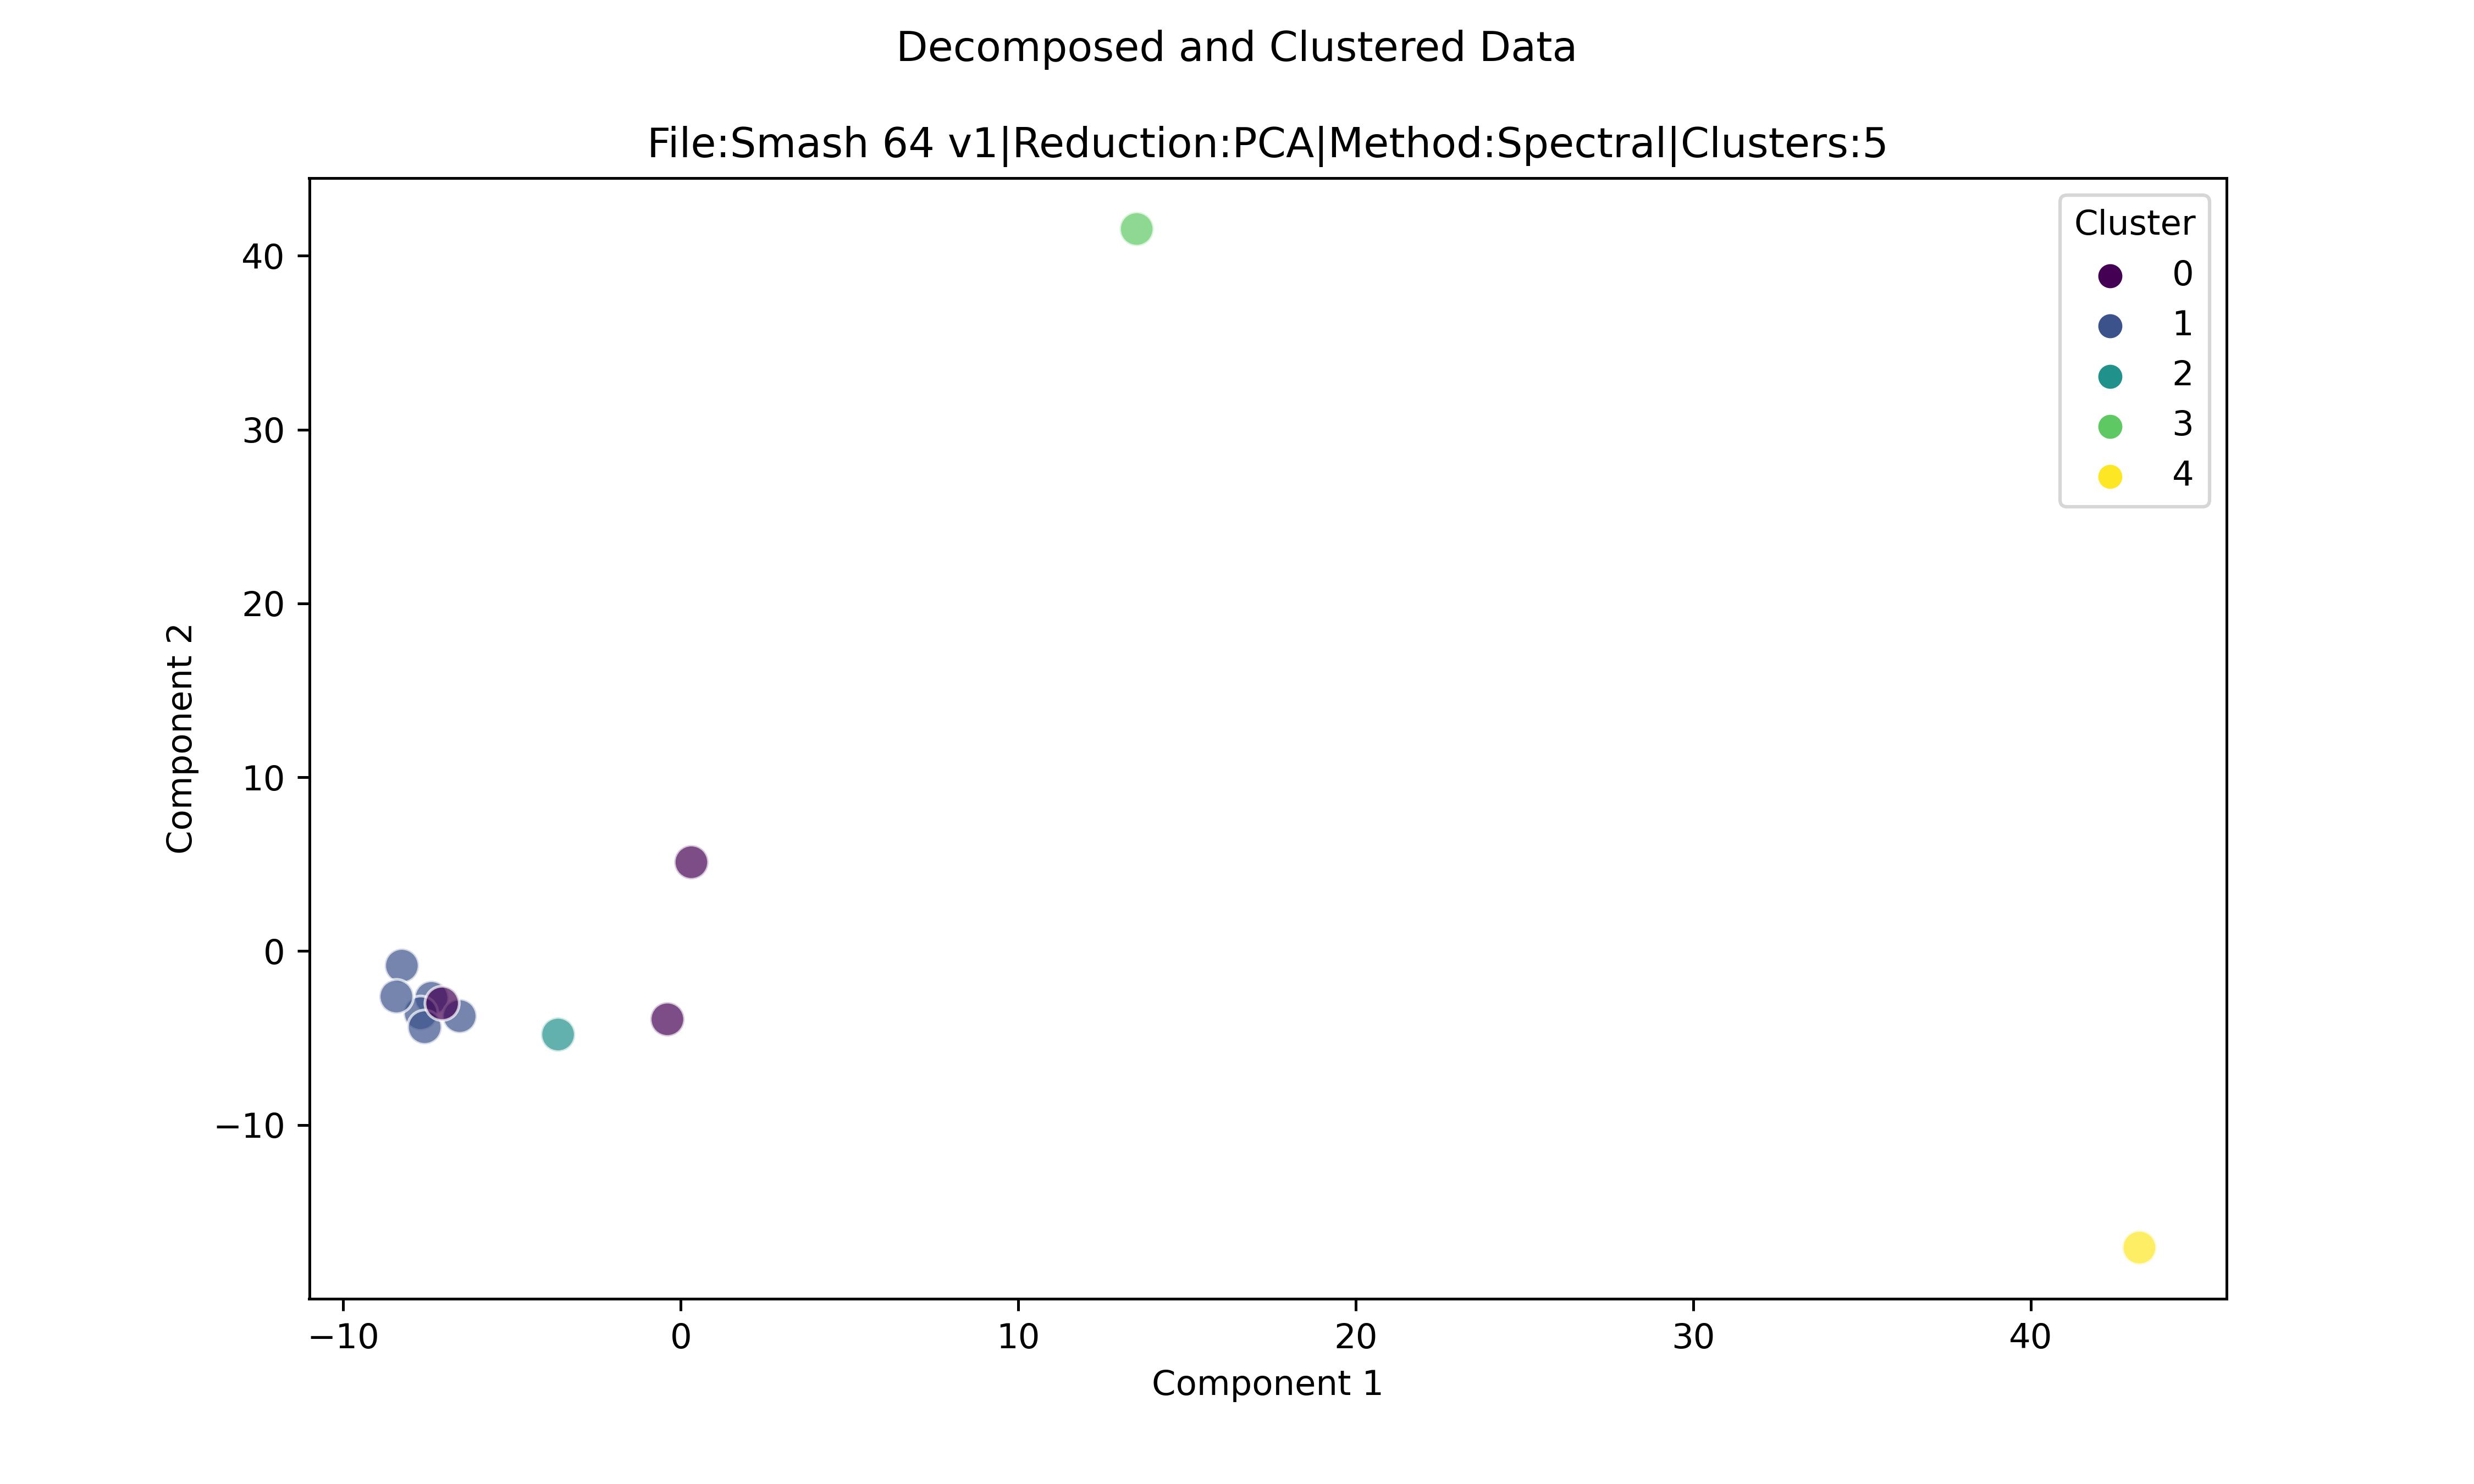 Decomposed and Clustered Data
File:Smash 64 v1|Reduction:PCA|Method:Spectral|Clusters:5
Cluster
0
1
2
3
4
40
30
20
10
0
−10
Component 2
−10 0 10 20 30 40
Component 1